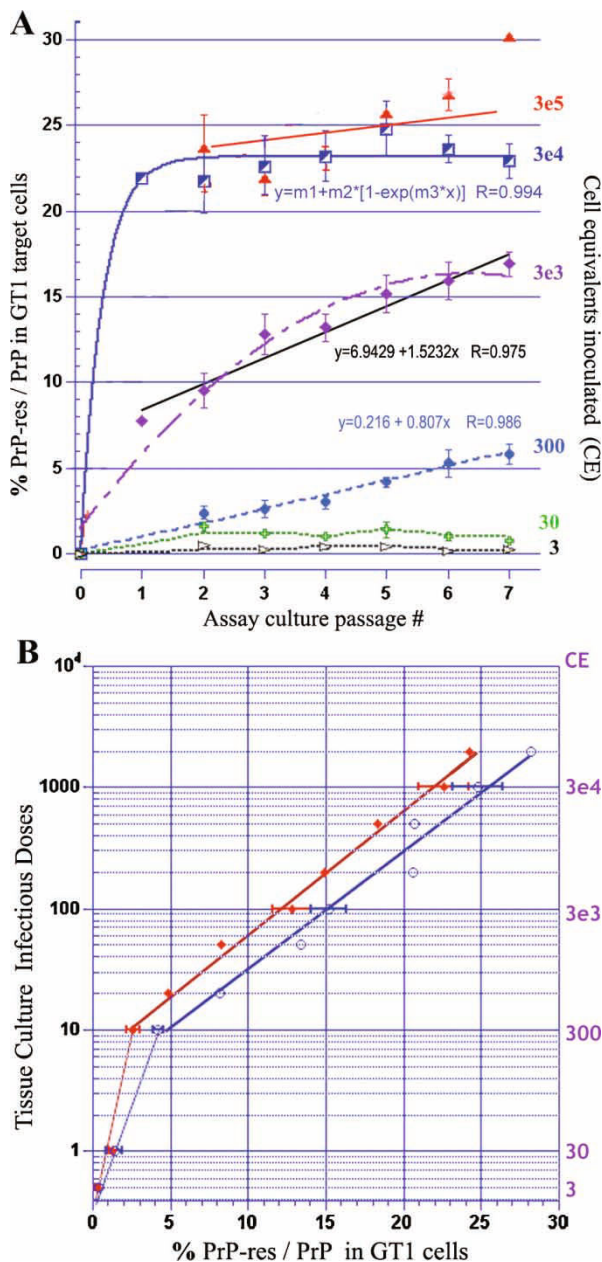 A
30
25
20
15
10
5
0
% PrP-res / PrP in GT1 target cells
3e5
3e4
y=m1+m2*[1-exp(m3*x)] R=0.994
3e3
y=6.9429 +1.5232x R=0.975
y=0.216 + 0.807x R=0.986
300
30
3
Cell equivalents inoculated (CE)
0 1 2 3 4 5 6 7
Assay culture passage #
B
CE
10⁴
1000
100
10
1
Tissue Culture Infectious Doses
3e4
3e3
300
30
3
0 5 10 15 20 25 30
% PrP-res / PrP in GT1 cells